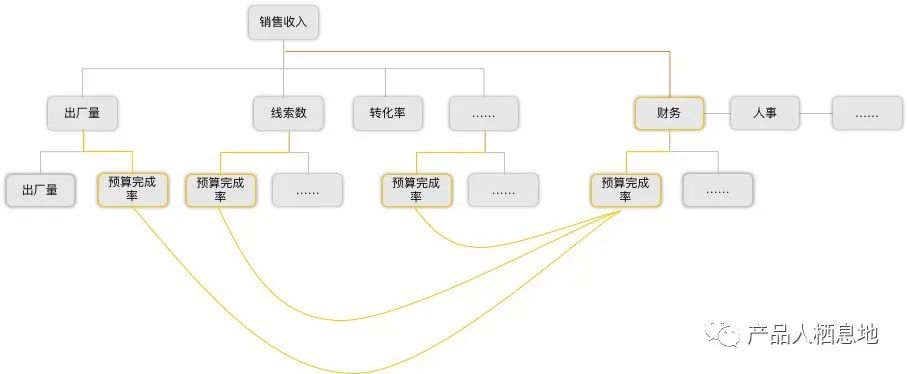 销售收入
出厂量
线索数
转化率
......
财务
人事
......
出厂量
预算完成
率
预算完成
率
......
预算完成
率
......
预算完成
率
......
产品人栖息地